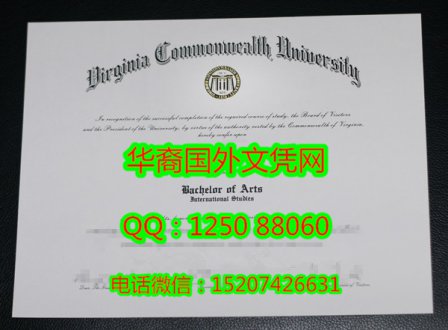 Virginia Commonwealth University
In recognition of the successful completion of the required course of study, the Board of Visitors
and the President of the University, by virtue of the authority vested by the Commonwealth of Virginia,
hereby confer upon
华裔国外文凭网
Bachelor of Arts
International Studies
QQ：1250 88060
电话微信：15207426631